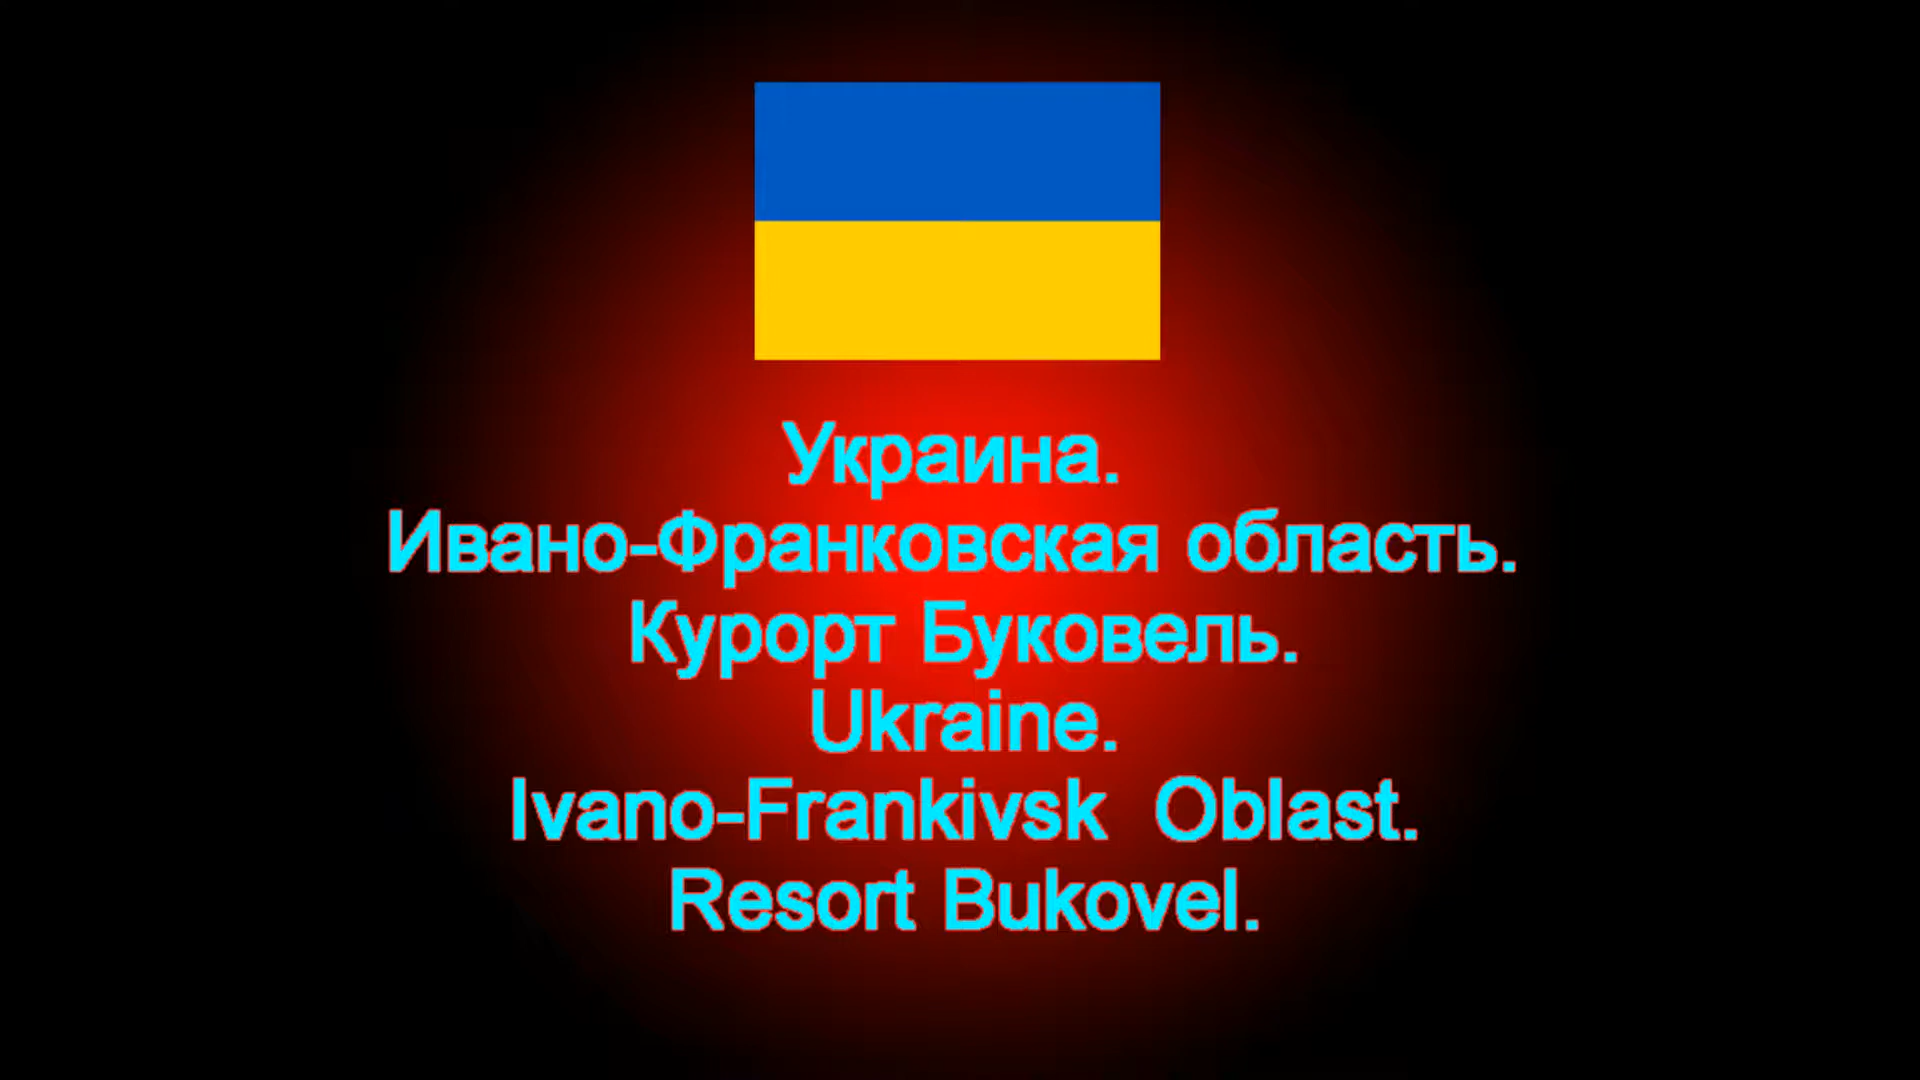 Украина.
Ивано-Франковская область.
Курорт Буковель.
Ukraine.
Ivano-Frankivsk  Oblast.
Resort Bukovel.